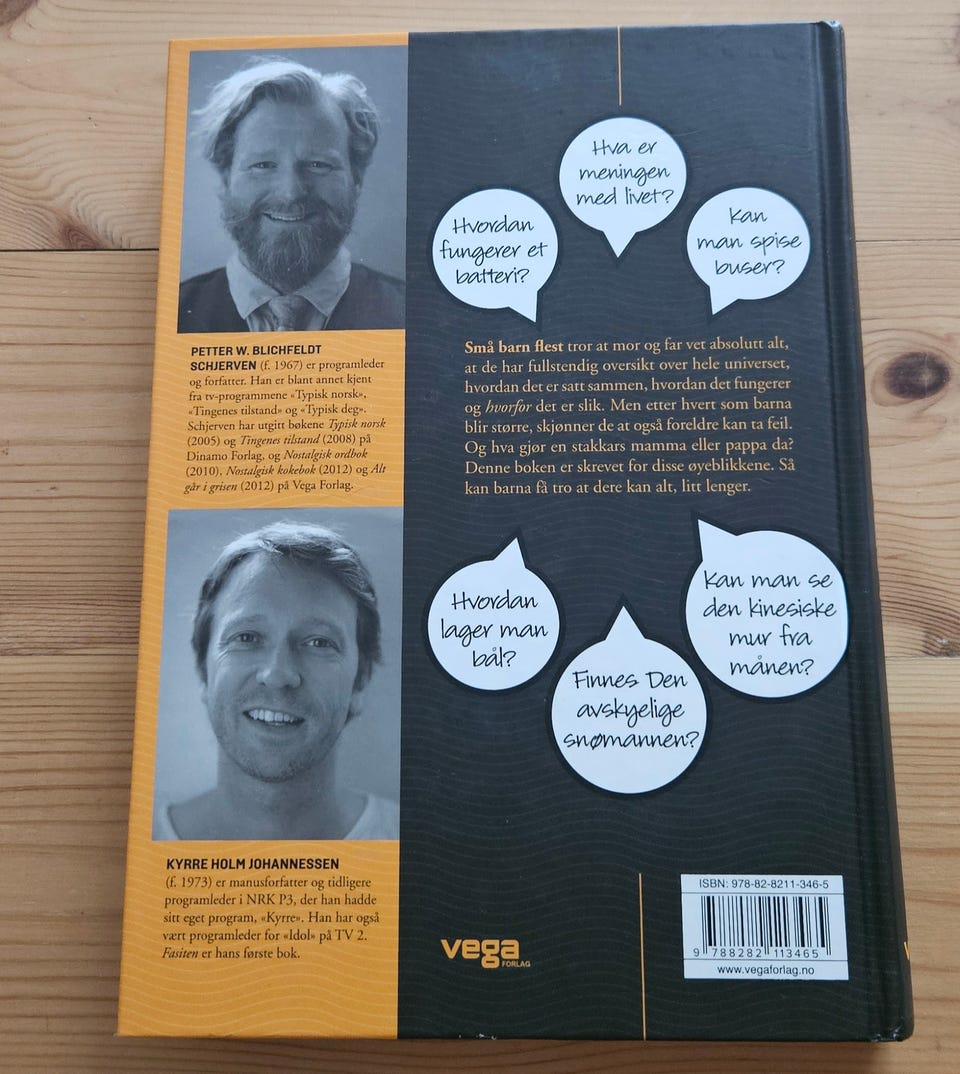 PETTER W. BLICHFELDT
SCHJERVEN (f. 1967) er programleder
og forfatter. Han er blant annet kjent
fra tv-programmene «Typisk norsk»,
«Tingenes tilstand» og «Typisk deg».
Schjerven har utgitt bøkene Typisk norsk
(2005) og Tingenes tilstand (2008) på
Dinamo Forlag, og Nostalgisk ordbok
(2010), Nostalgisk kokebok (2012) og Alt
går i grisen (2012) på Vega Forlag.
KYRRE HOLM JOHANNESSEN
(f. 1973) er manusforfatter og tidligere
programleder i NRK P3, der han hadde
sitt eget program, «Kyrre». Han har også
vært programleder for «Idol» på TV 2.
Fasiten er hans første bok.
Hva er
meningen
med livet?
Hvordan
fungerer et
batteri?
Kan
man spise
buser?
Små barn flest tror at mor og far vet absolutt alt,
at de har fullstendig oversikt over hele universet,
hvordan det er satt sammen, hvordan det fungerer
og hvorfor det er slik. Men etter hvert som barna
blir større, skjønner de at også foreldre kan ta feil.
Og hva gjør en stakkars mamma eller pappa da?
Denne boken er skrevet for disse øyeblikkene. Så
kan barna få tro at dere kan alt, litt lenger.
Hvordan
lager man
bål?
Finnes Den
avskyelige
snømannen?
Kan man se
den kinesiske
mur fra
månen?
vega
FORLAG
ISBN: 978-82-8211-346-5
9 788282 113465
www.vegaforlag.no